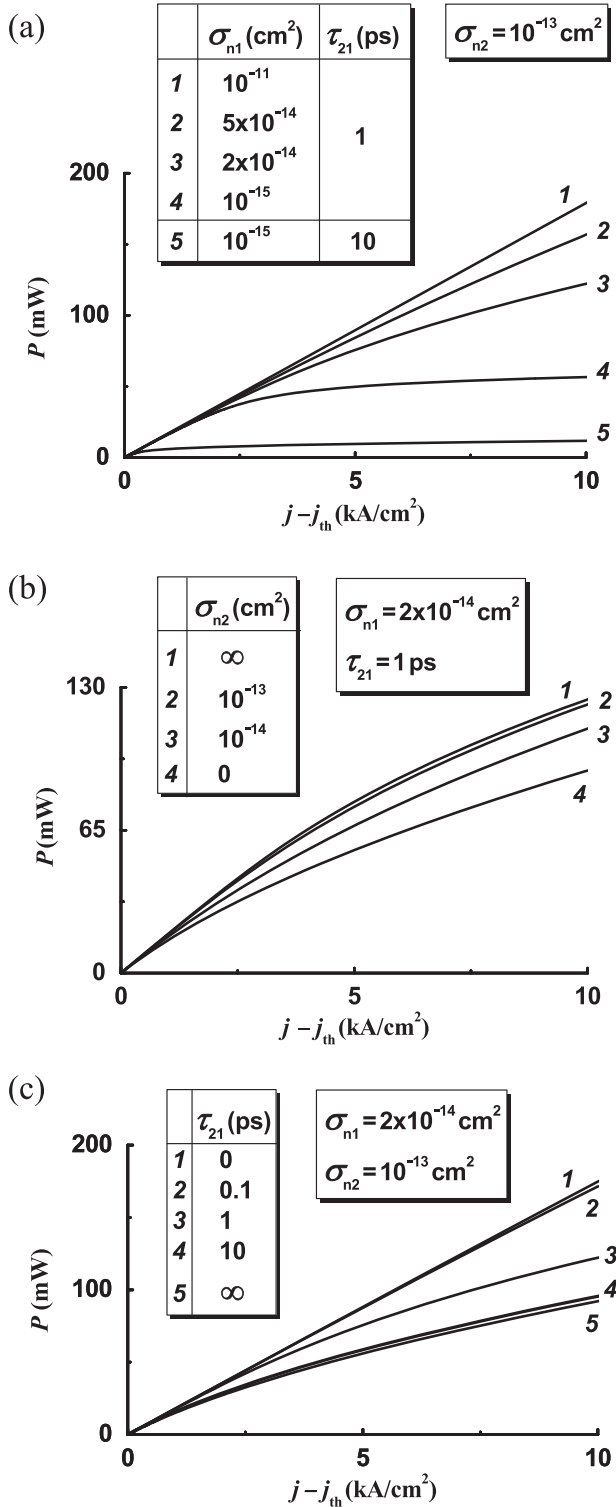 (a)
σn1 (cm²) τ21 (ps)
1 10⁻¹¹
2 5x10⁻¹⁴
3 2x10⁻¹⁴
1
4 10⁻¹⁵
5 10⁻¹⁵ 10
σn2 = 10⁻¹³ cm²
200
100
0
P (mW)
1
2
3
4
5
0 5 10
j – jth (kA/cm²)
(b)
σn2 (cm²)
1 ∞
2 10⁻¹³
3 10⁻¹⁴
4 0
σn1 = 2x10⁻¹⁴ cm²
τ21 = 1 ps
130
65
0
P (mW)
1
2
3
4
0 5 10
j – jth (kA/cm²)
(c)
τ21 (ps)
1 0
2 0.1
3 1
4 10
5 ∞
σn1 = 2x10⁻¹⁴ cm²
σn2 = 10⁻¹³ cm²
200
100
0
P (mW)
1
2
3
4
5
0 5 10
j – jth (kA/cm²)